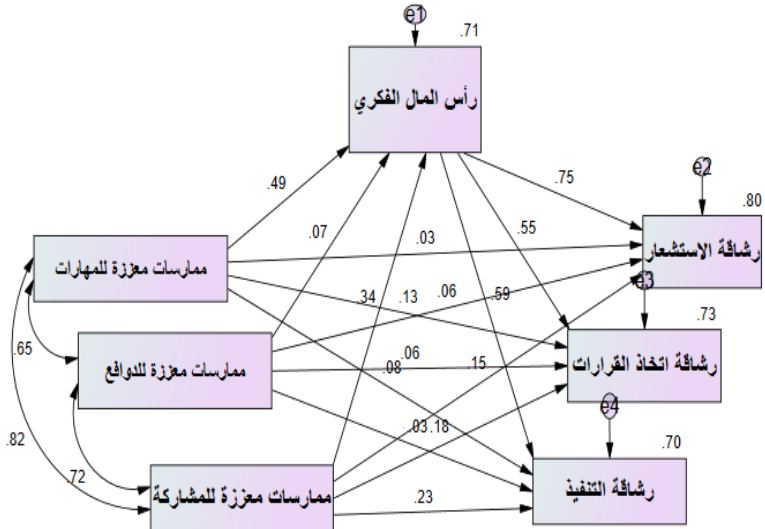 e1
.71
رأس المال الفكري
.49
.07
.03
.75
.55
e2
.80
رشاقة الاستشعار
ممارسات معززة للمهارات
.34
.13
.06
.59
e3
.73
رشاقة اتخاذ القرارات
.65
ممارسات معززة للدوافع
.08
.06
.15
e4
.70
رشاقة التنفيذ
.82
.72
.03
.18
ممارسات معززة للمشاركة
.23